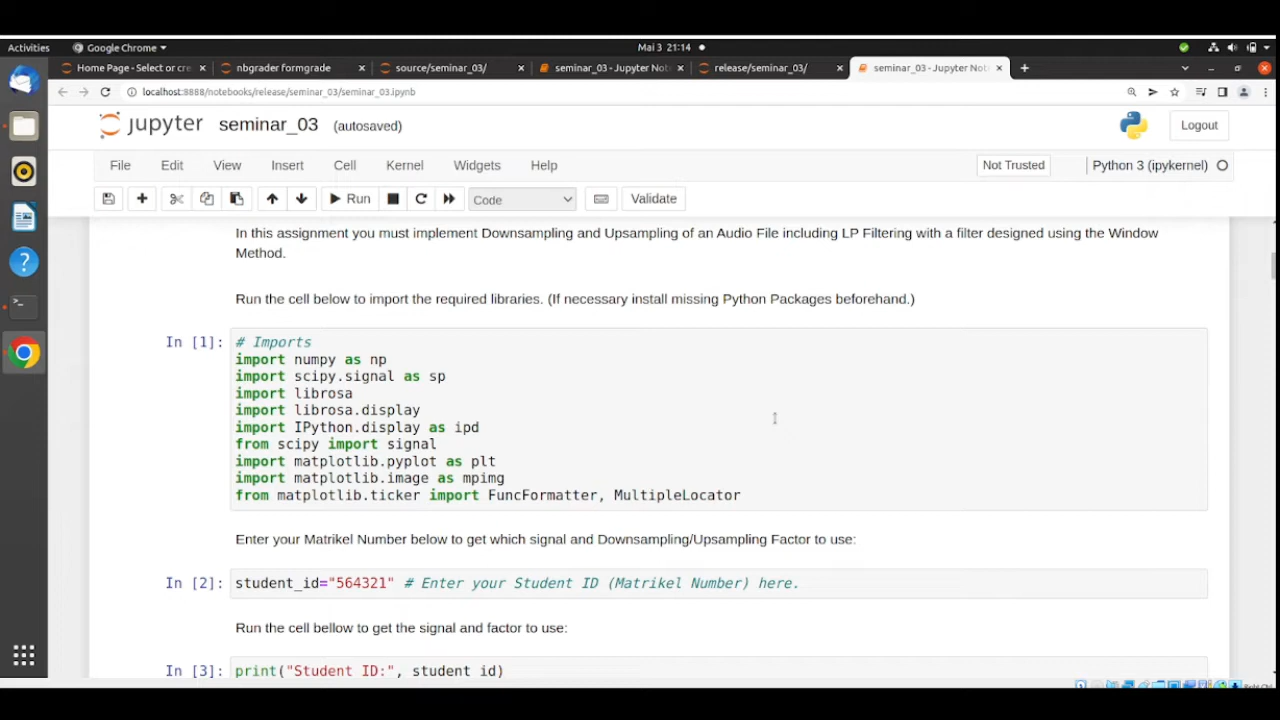 Activities
Google Chrome
Mai 3 21:14
Home Page - Select or cre
nbgrader formgrade
source/seminar_03/
seminar_03 - Jupyter Not
release/seminar_03/
seminar_03 - Jupyter Not
localhost:8888/notebooks/release/seminar_03/seminar_03.ipynb
jupyter seminar_03 (autosaved)
Logout
File Edit View Insert Cell Kernel Widgets Help
Not Trusted
Python 3 (ipykernel)
Run
Code
Validate
In this assignment you must implement Downsampling and Upsampling of an Audio File including LP Filtering with a filter designed using the Window
Method.
Run the cell below to import the required libraries. (If necessary install missing Python Packages beforehand.)
In [1]:
# Imports
import numpy as np
import scipy.signal as sp
import librosa
import librosa.display
import IPython.display as ipd
from scipy import signal
import matplotlib.pyplot as plt
import matplotlib.image as mpimg
from matplotlib.ticker import FuncFormatter, MultipleLocator
Enter your Matrikel Number below to get which signal and Downsampling/Upsampling Factor to use:
In [2]: student_id="564321" # Enter your Student ID (Matrikel Number) here.
Run the cell bellow to get the signal and factor to use:
In [3]: print("Student ID:", student_id)